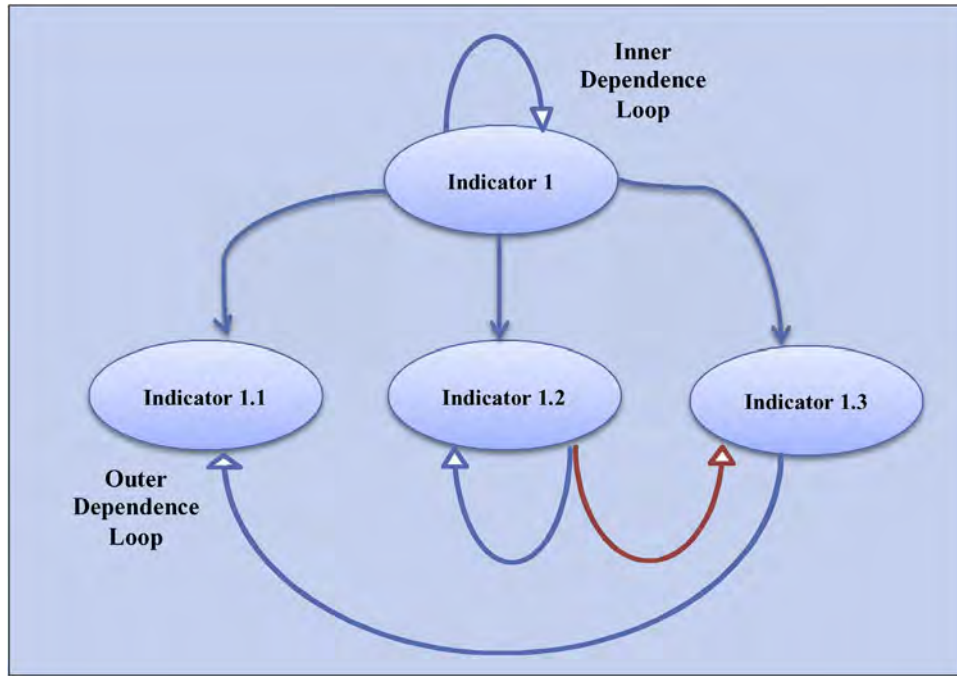 Inner
Dependence
Loop
Indicator 1
Indicator 1.1
Indicator 1.2
Indicator 1.3
Outer
Dependence
Loop